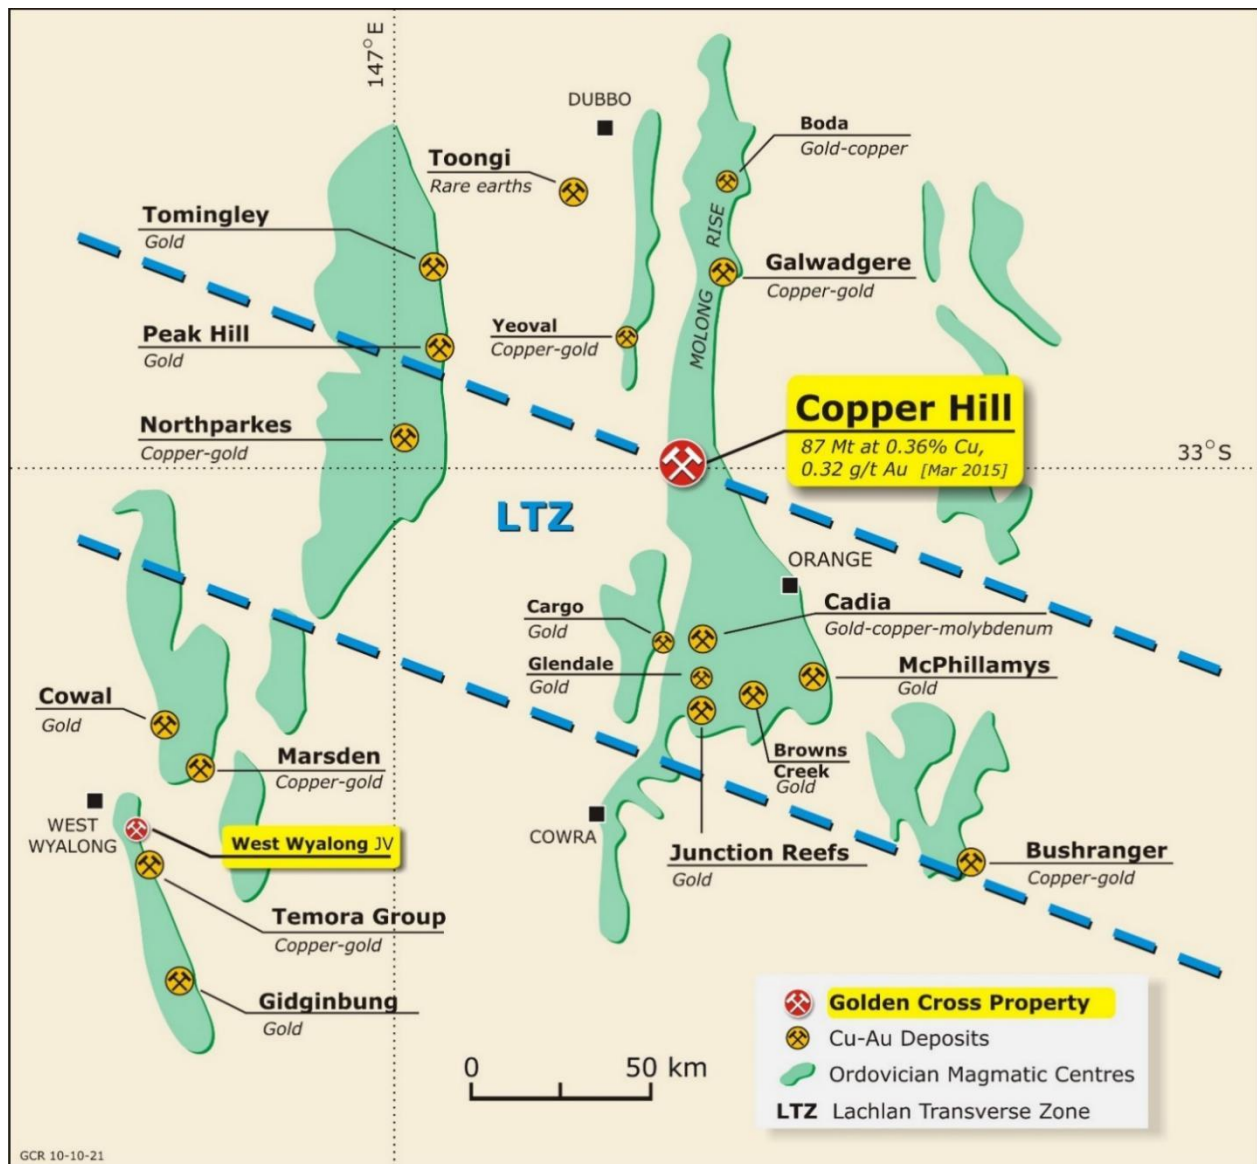 147°E
DUBBO
Boda
Gold-copper
Toongi
Rare earths
Tomingley
Gold
MOLONG RISE
Galwadgere
Copper-gold
Peak Hill
Gold
Yeoval
Copper-gold
Copper Hill
87 Mt at 0.36% Cu,
0.32 g/t Au [Mar 2015]
Northparkes
Copper-gold
33°S
LTZ
ORANGE
Cargo
Gold
Cadia
Gold-copper-molybdenum
Glendale
Gold
McPhillamys
Gold
Cowal
Gold
Marsden
Copper-gold
Browns
Creek
Gold
WEST
WYALONG
West Wyalong JV
COWRA
Junction Reefs
Gold
Bushranger
Copper-gold
Temora Group
Copper-gold
Gidginbung
Gold
0 50 km
Golden Cross Property
Cu-Au Deposits
Ordovician Magmatic Centres
LTZ Lachlan Transverse Zone
GCR 10-10-21